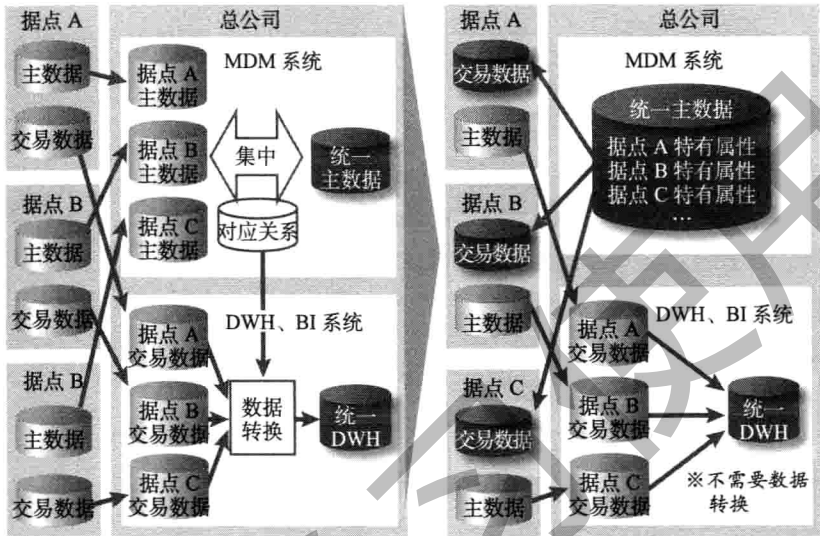 据点 A
主数据
交易数据
据点 B
主数据
交易数据
据点 B
主数据
交易数据
总公司
MDM 系统
据点 A
主数据
据点 B
主数据
据点 C
主数据
集中
对应关系
统一
主数据
DWH、BI 系统
据点 A
交易数据
据点 B
交易数据
据点 C
交易数据
数据
转换
统一
DWH
据点 A
交易数据
主数据
据点 B
交易数据
主数据
据点 C
交易数据
主数据
总公司
MDM 系统
统一主数据
据点 A 特有属性
据点 B 特有属性
据点 C 特有属性
…
DWH、BI 系统
据点 A
交易数据
据点 B
交易数据
据点 C
交易数据
统一
DWH
※不需要数据
转换